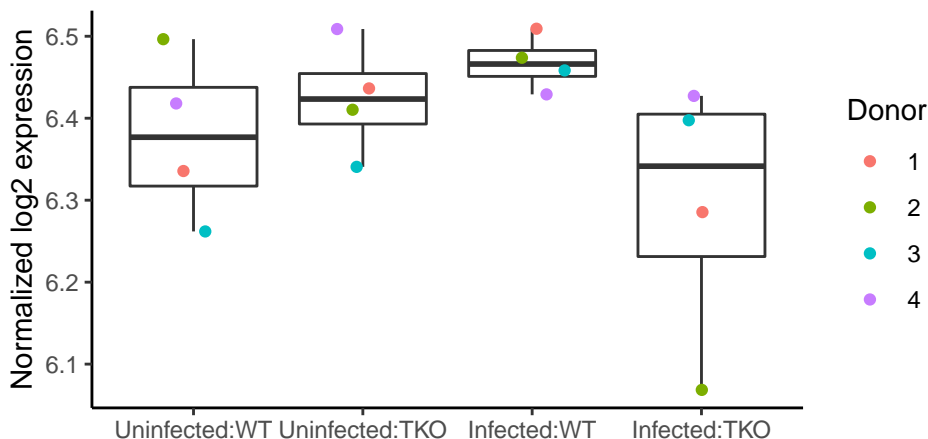 Normalized log2 expression
6.5
6.4
6.3
6.2
6.1
Uninfected:WT
Uninfected:TKO
Infected:WT
Infected:TKO
Donor
1
2
3
4